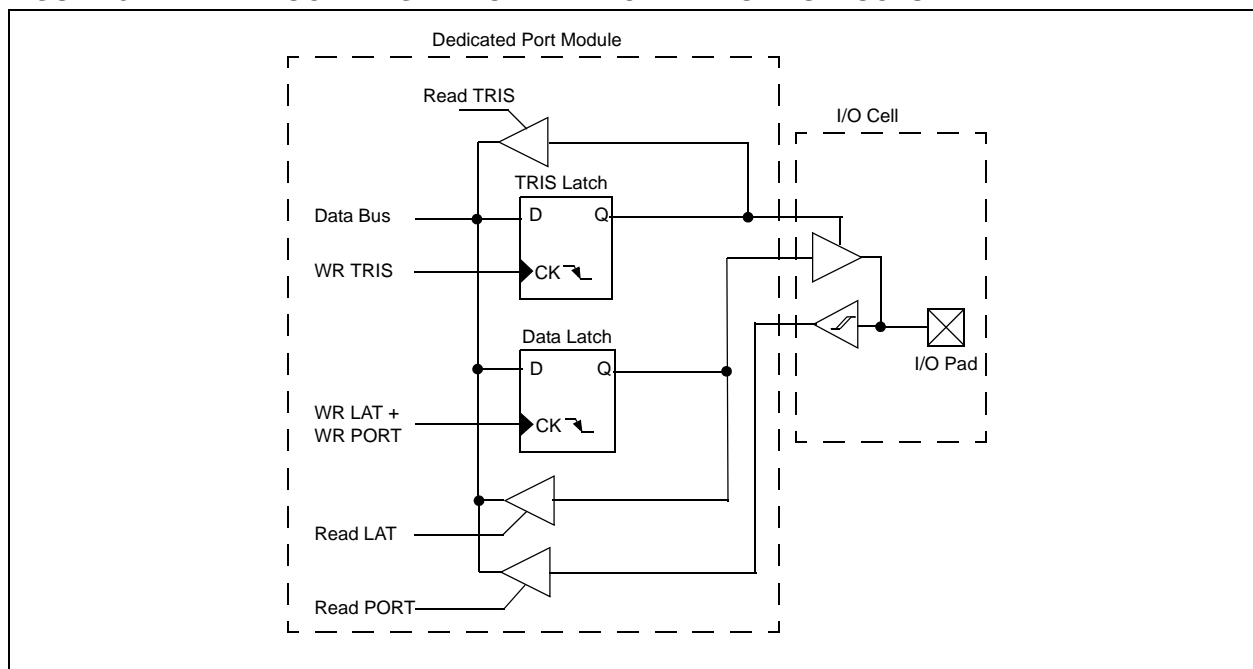 Dedicated Port Module
Read TRIS
I/O Cell
TRIS Latch
Data Bus
D
Q
WR TRIS
CK
Data Latch
I/O Pad
D
Q
WR LAT +
WR PORT
CK
Read LAT
Read PORT